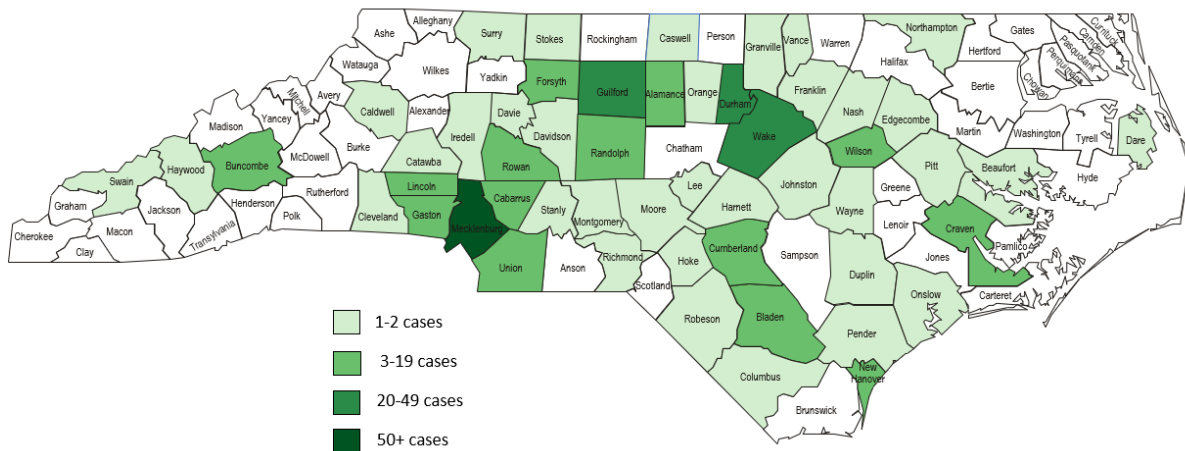 Alleghany
Ashe
Surry
Stokes
Rockingham
Caswell
Person
Granville
Vance
Warren
Northampton
Gates
Hertford
Currituck
Camden
Pasquotank
Perquimans
Chowan
Halifax
Bertie
Watauga
Wilkes
Yadkin
Forsyth
Guilford
Alamance
Orange
Durham
Franklin
Nash
Edgecombe
Martin
Washington
Tyrell
Dare
Mitchell
Avery
Caldwell
Alexander
Davie
Iredell
Davidson
Randolph
Chatham
Wake
Wilson
Pitt
Beaufort
Hyde
Madison
Yancey
McDowell
Burke
Catawba
Rowan
Buncombe
Haywood
Swain
Graham
Jackson
Henderson
Rutherford
Polk
Cleveland
Lincoln
Gaston
Mecklenburg
Cabarrus
Stanly
Montgomery
Moore
Lee
Harnett
Johnston
Wayne
Greene
Lenoir
Craven
Pamlico
Jones
Carteret
Cherokee
Clay
Macon
Transylvania
Union
Anson
Richmond
Scotland
Hoke
Cumberland
Sampson
Duplin
Onslow
Robeson
Bladen
Pender
Columbus
New
Hanover
Brunswick
1-2 cases
3-19 cases
20-49 cases
50+ cases